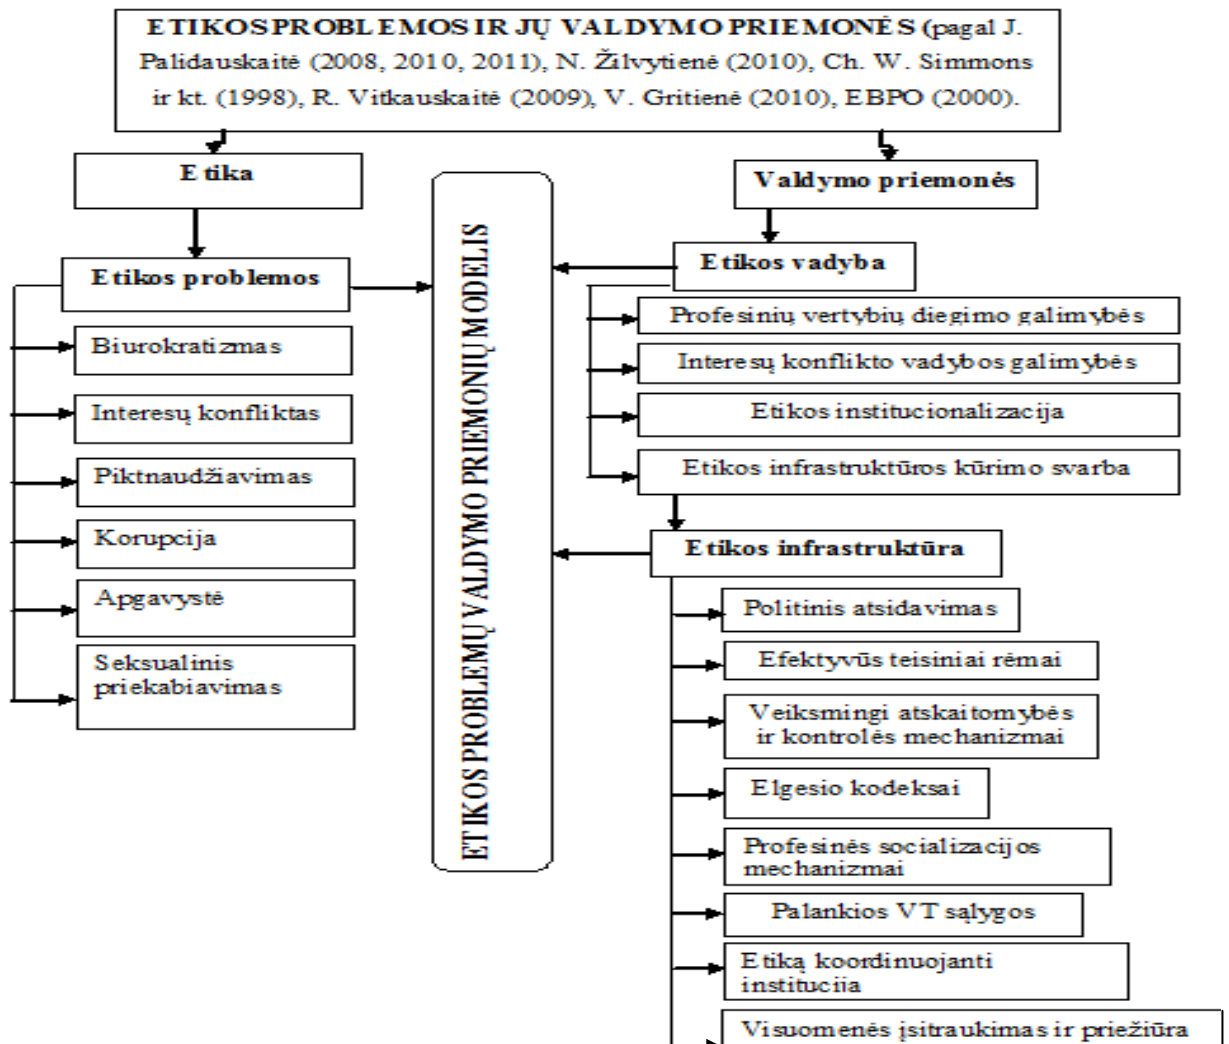 ETIKOS PROBLEMOS IR JŲ VALDYMO PRIEMONĖS (pagal J.
Palidauskaitė (2008, 2010, 2011), N. Žilvytienė (2010), Ch. W. Simmons
ir kt. (1998), R. Vitkauskaitė (2009), V. Gritienė (2010), EBPO (2000).
Etika
Etikos problemos
Biurokratizmas
Interesų konfliktas
Piktnaudžiavimas
Korupcija
Apgavystė
Seksualinis
priekabiavimas
ETIKOS PROBLEMŲ VALDYMO PRIEMONIŲ MODELIS
Valdymo priemonės
Etikos vadyba
Profesinių vertybių diegimo galimybės
Interesų konflikto vadybos galimybės
Etikos institucionalizacija
Etikos infrastruktūros kūrimo svarba
Etikos infrastruktūra
Politinis atsidavimas
Efektyvūs teisiniai rėmai
Veiksmingi atskaitomybės
ir kontrolės mechanizmai
Elgesio kodeksai
Profesinės socializacijos
mechanizmai
Palankios VT sąlygos
Etiką koordinuojanti
institucija
Visuomenės įsitraukimas ir priežiūra